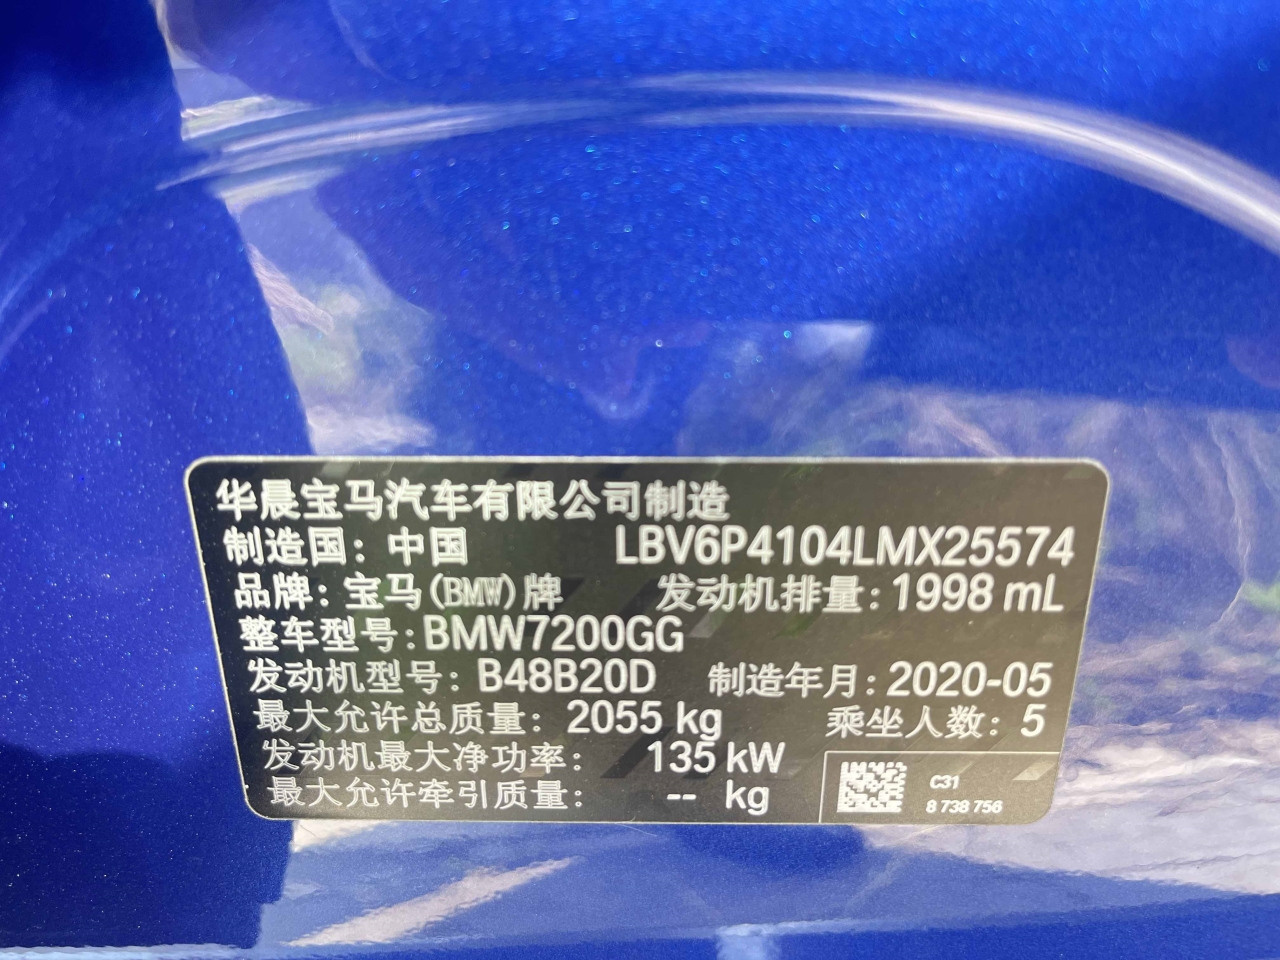 华晨宝马汽车有限公司制造
制造国：中国 LBV6P4104LMX25574
品牌：宝马(BMW)牌 发动机排量：1998 mL
整车型号：BMW7200GG
发动机型号：B48B20D 制造年月：2020-05
最大允许总质量：2055 kg 乘坐人数：5
发动机最大净功率：135 kW
最大允许牵引质量：-- kg
C31
8 738 756